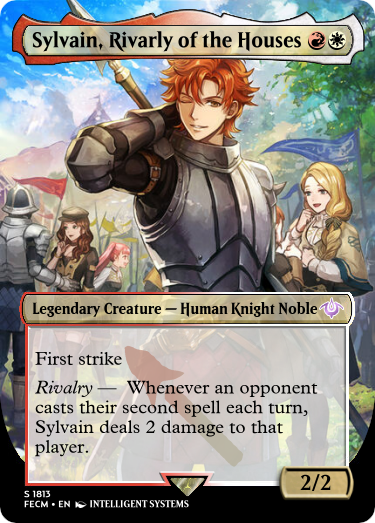 Sylvain, Rivarly of the Houses
Legendary Creature — Human Knight Noble
First strike
Rivalry — Whenever an opponent
casts their second spell each turn,
Sylvain deals 2 damage to that
player.
2/2
S 1813
FECM • EN INTELLIGENT SYSTEMS